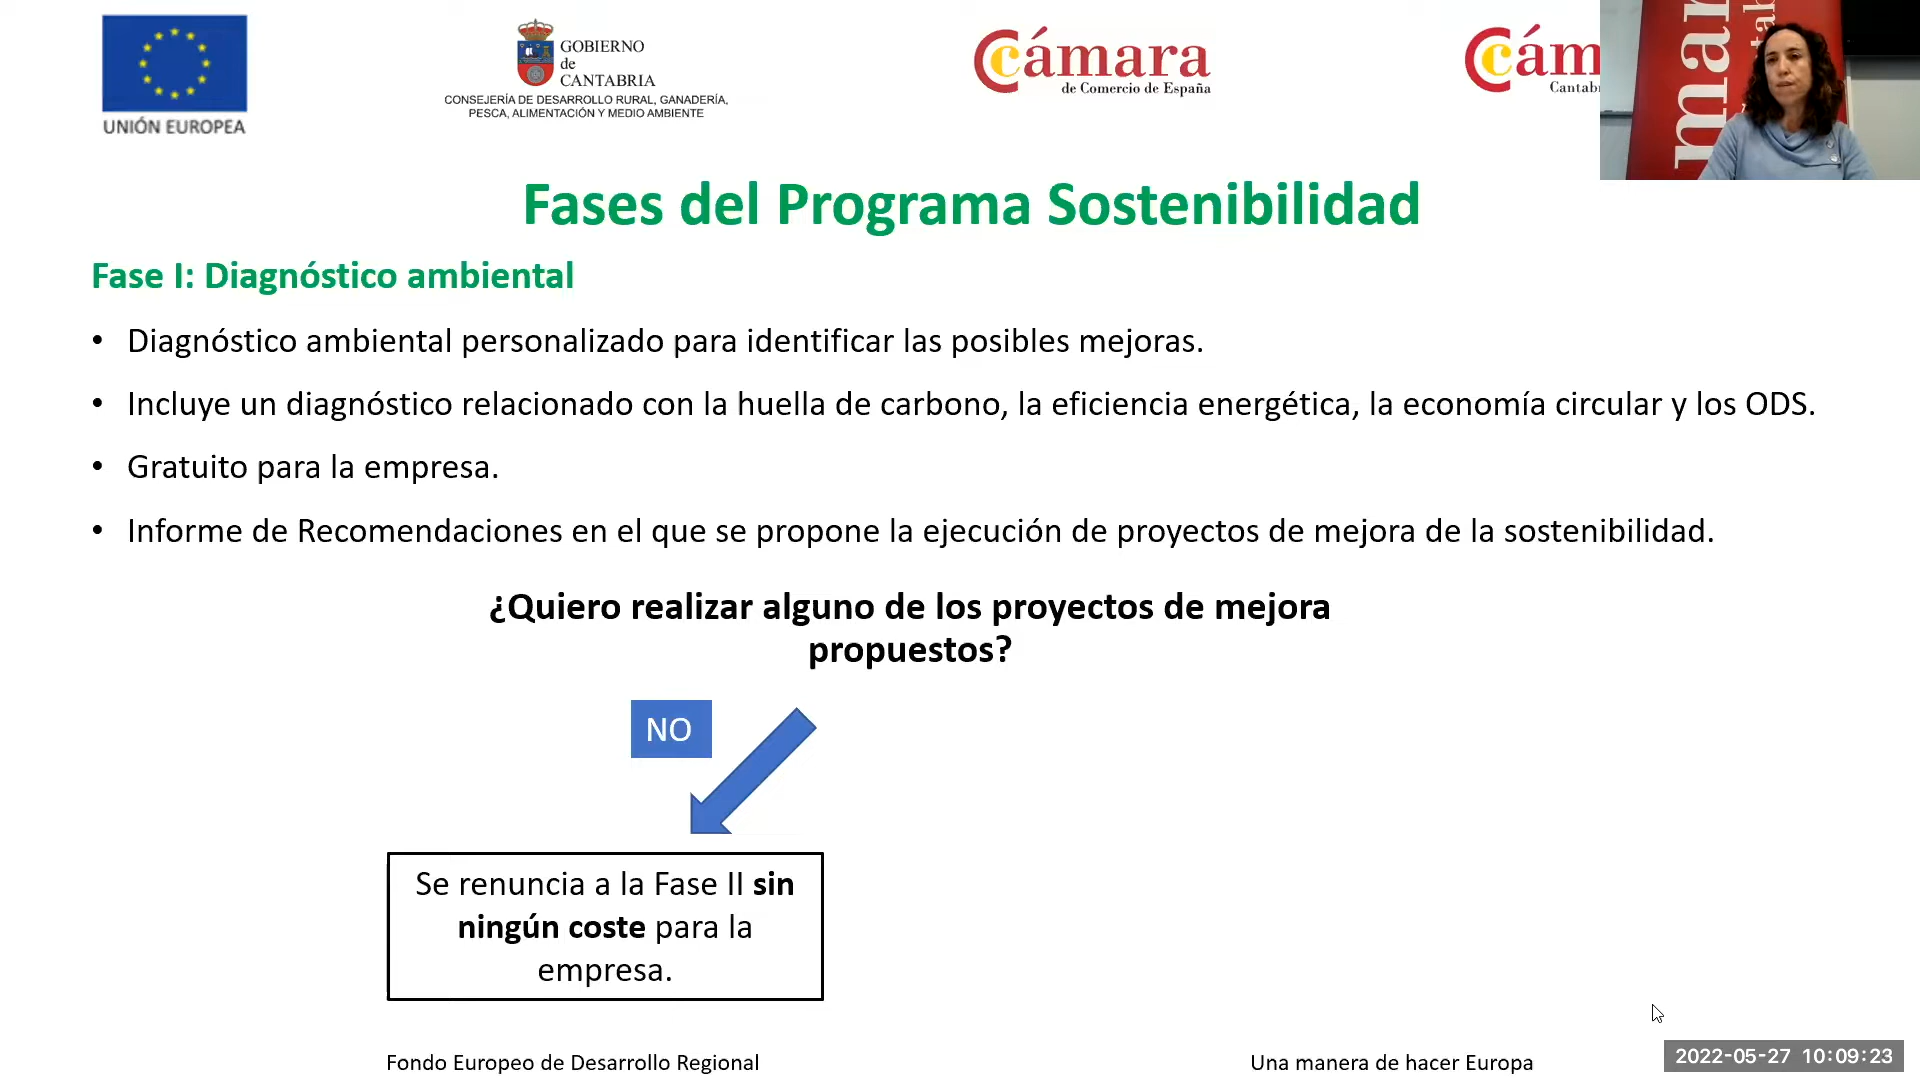 UNIÓN EUROPEA
GOBIERNO
de
CANTABRIA
CONSEJERÍA DE DESARROLLO RURAL, GANADERÍA,
PESCA, ALIMENTACIÓN Y MEDIO AMBIENTE
Cámara
de Comercio de España
Cám
Cantab
mar
tab
Fases del Programa Sostenibilidad
Fase I: Diagnóstico ambiental
• Diagnóstico ambiental personalizado para identificar las posibles mejoras.
• Incluye un diagnóstico relacionado con la huella de carbono, la eficiencia energética, la economía circular y los ODS.
• Gratuito para la empresa.
• Informe de Recomendaciones en el que se propone la ejecución de proyectos de mejora de la sostenibilidad.
¿Quiero realizar alguno de los proyectos de mejora
propuestos?
NO
Se renuncia a la Fase II sin
ningún coste para la
empresa.
Fondo Europeo de Desarrollo Regional
Una manera de hacer Europa
2022-05-27 10:09:23